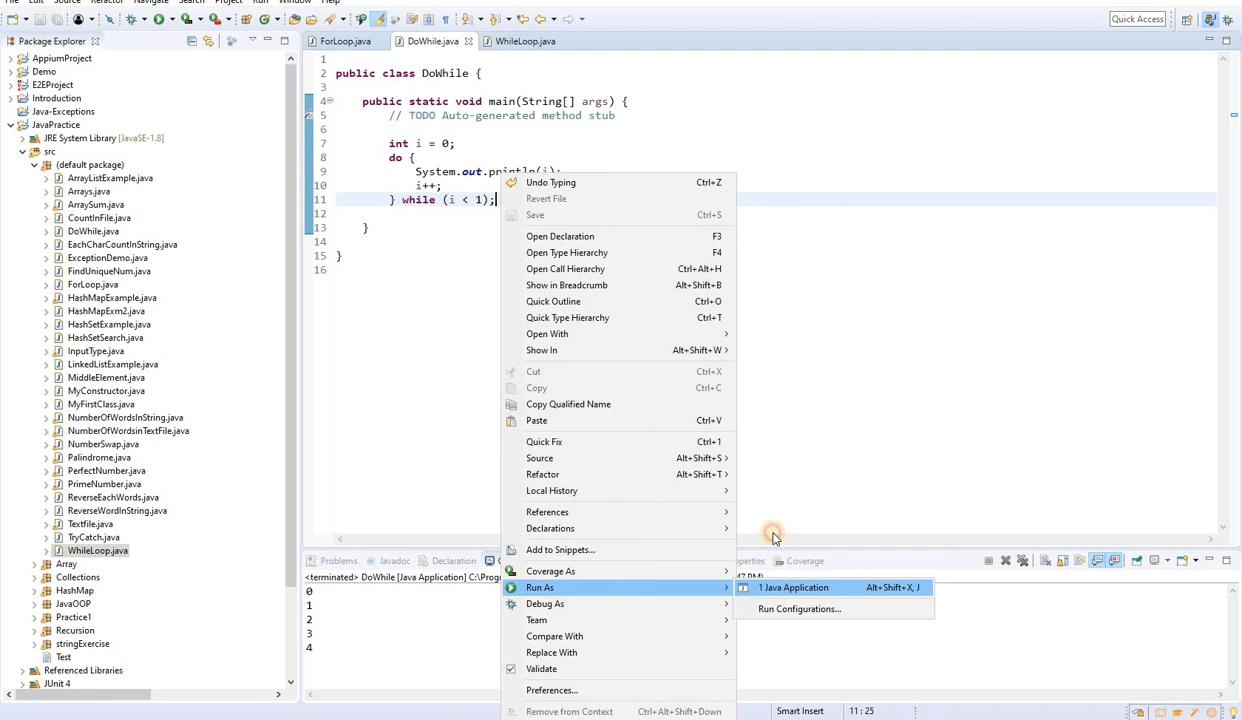 Source Refactor Navigate Search Project Run Window Help
Quick Access
Package Explorer
AppiumProject
Demo
E2EProject
Introduction
Java-Exceptions
JavaPractice
JRE System Library [JavaSE-1.8]
src
(default package)
ArrayListExample.java
Arrays.java
ArraySum.java
CountInFile.java
DoWhile.java
EachCharCountInString.java
ExceptionDemo.java
FindUniqueNum.java
ForLoop.java
HashMapExample.java
HashMapExm2.java
HashSetExample.java
HashSetSearch.java
InputType.java
LinkedListExample.java
MiddleElement.java
MyConstructor.java
MyFirstClass.java
NumberOfWordsInString.java
NumberOfWordsinTextFile.java
NumberSwap.java
Palindrome.java
PerfectNumber.java
PrimeNumber.java
ReverseEachWords.java
ReverseWordInString.java
Textfile.java
TryCatch.java
WhileLoop.java
Array
Collections
HashMap
JavaOOP
Practice1
Recursion
stringExercise
Test
Referenced Libraries
JUnit 4
ForLoop.java DoWhile.java WhileLoop.java
1
2 public class DoWhile {
3
4 public static void main(String[] args) {
5 // TODO Auto-generated method stub
6
7 int i = 0;
8 do {
9 System.out.println(i);
10 i++;
11 } while (i < 1);
12
13 }
14
15 }
16
Undo Typing Ctrl+Z
Revert File
Save Ctrl+S
Open Declaration F3
Open Type Hierarchy F4
Open Call Hierarchy Ctrl+Alt+H
Show in Breadcrumb Alt+Shift+B
Quick Outline Ctrl+O
Quick Type Hierarchy Ctrl+T
Open With
Show In Alt+Shift+W
Cut Ctrl+X
Copy Ctrl+C
Copy Qualified Name
Paste Ctrl+V
Quick Fix Ctrl+1
Source Alt+Shift+S
Refactor Alt+Shift+T
Local History
References
Declarations
Add to Snippets...
Coverage As
Run As
Debug As
Team
Compare With
Replace With
Validate
Preferences...
Remove from Context Ctrl+Alt+Shift+Down
1 Java Application Alt+Shift+X, J
Run Configurations...
Problems Javadoc Declaration Coverage
<terminated> DoWhile [Java Application] C:\Prog
0
1
2
3
4
Smart Insert 11 : 25